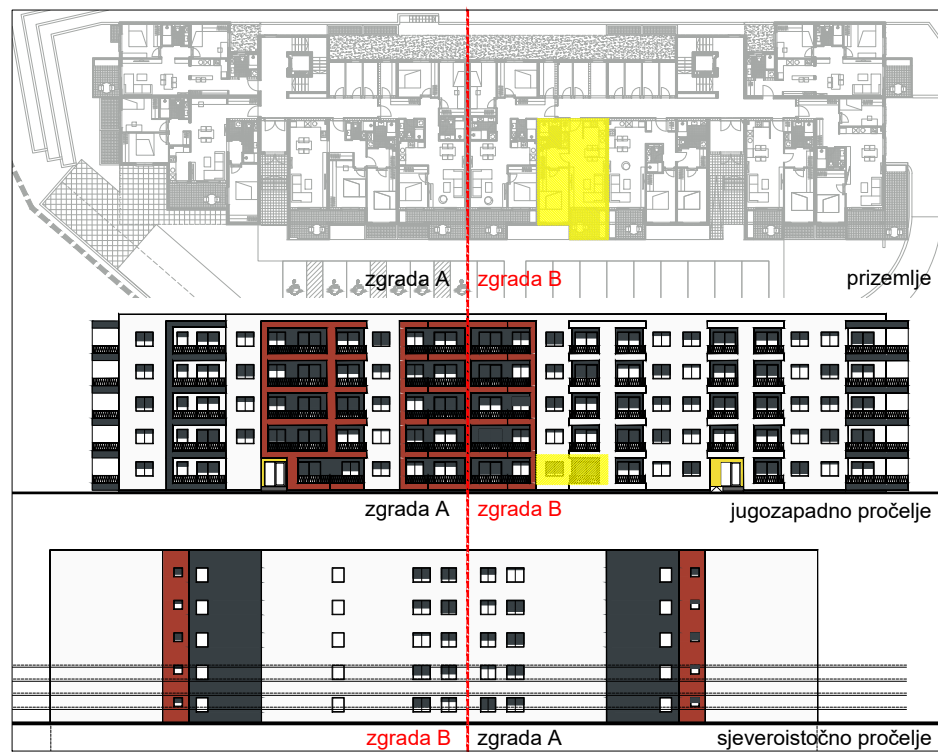 zgrada A zgrada B prizemlje
zgrada A zgrada B jugozapadno pročelje
zgrada B zgrada A sjeveroistočno pročelje